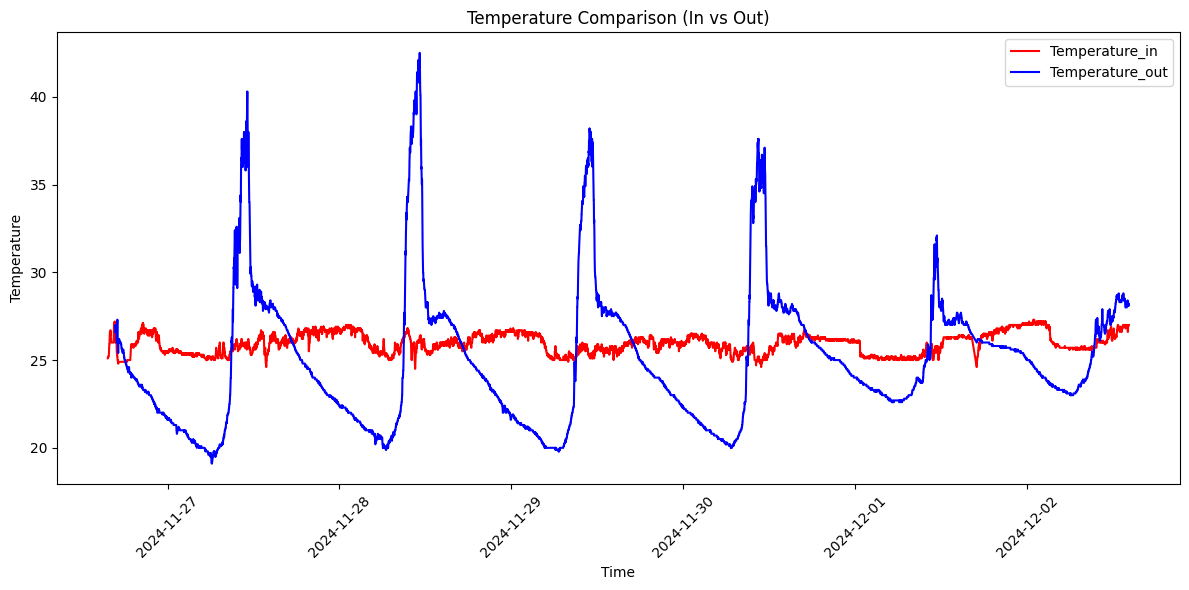 Temperature Comparison (In vs Out)
Temperature_in
Temperature_out
40
35
30
25
20
Temperature
2024-11-27
2024-11-28
2024-11-29
2024-11-30
2024-12-01
2024-12-02
Time